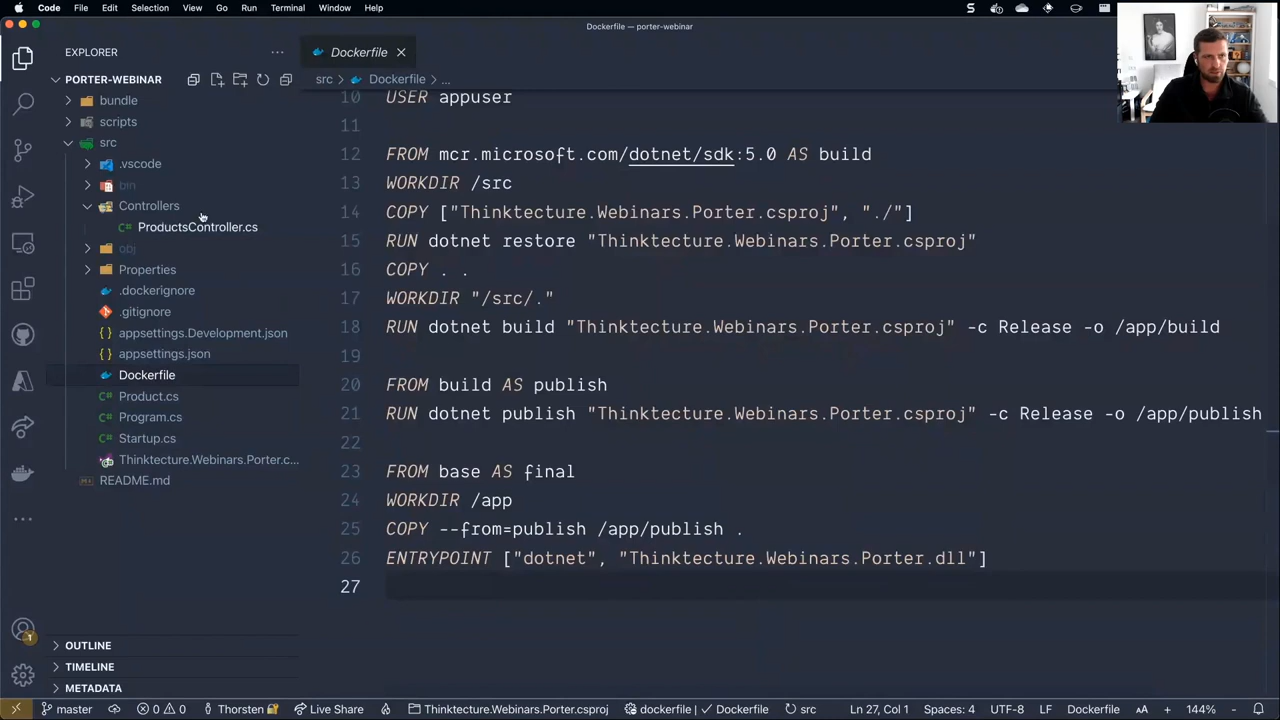 Code File Edit Selection View Go Run Terminal Window Help
Dockerfile — porter-webinar
EXPLORER
Dockerfile
PORTER-WEBINAR
src > Dockerfile > ...
bundle
scripts
src
.vscode
bin
Controllers
ProductsController.cs
obj
Properties
.dockerignore
.gitignore
appsettings.Development.json
appsettings.json
Dockerfile
Product.cs
Program.cs
Startup.cs
Thinktecture.Webinars.Porter.c...
README.md
OUTLINE
TIMELINE
METADATA
10 USER appuser
11
12 FROM mcr.microsoft.com/dotnet/sdk:5.0 AS build
13 WORKDIR /src
14 COPY ["Thinktecture.Webinars.Porter.csproj", "./"]
15 RUN dotnet restore "Thinktecture.Webinars.Porter.csproj"
16 COPY . .
17 WORKDIR "/src/."
18 RUN dotnet build "Thinktecture.Webinars.Porter.csproj" -c Release -o /app/build
19
20 FROM build AS publish
21 RUN dotnet publish "Thinktecture.Webinars.Porter.csproj" -c Release -o /app/publish
22
23 FROM base AS final
24 WORKDIR /app
25 COPY --from=publish /app/publish .
26 ENTRYPOINT ["dotnet", "Thinktecture.Webinars.Porter.dll"]
27
1
master 0 0 Thorsten Live Share Thinktecture.Webinars.Porter.csproj dockerfile | ✓ Dockerfile src Ln 27, Col 1 Spaces: 4 UTF-8 LF Dockerfile AA 144%